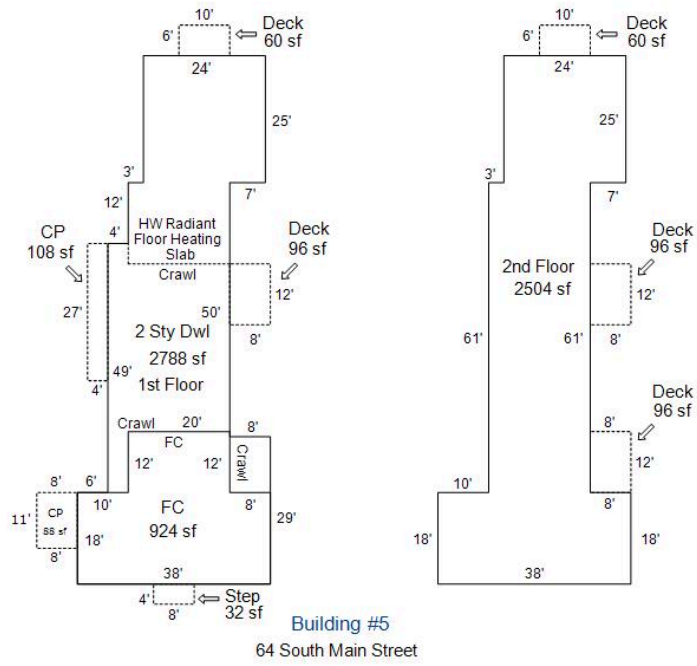 10'
6'
Deck
60 sf
24'
25'
3'
12'
7'
4'
HW Radiant
Floor Heating
Slab
Crawl
CP
108 sf
Deck
96 sf
12'
8'
27'
50'
2 Sty Dwl
2788 sf
1st Floor
49'
4'
Crawl
20'
8'
FC
12'
12'
Crawl
8'
6'
10'
8'
11'
CP
88 sf
8'
18'
FC
924 sf
29'
38'
4'
8'
Step
32 sf
10'
6'
Deck
60 sf
24'
25'
3'
7'
2nd Floor
2504 sf
Deck
96 sf
12'
8'
61'
61'
Deck
96 sf
8'
12'
8'
10'
18'
18'
38'
Building #5
64 South Main Street